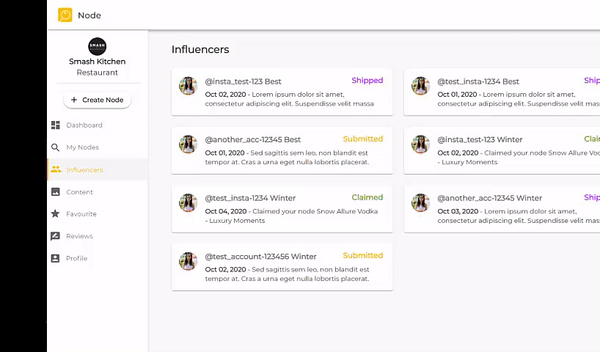 Node
SMASH
Smash Kitchen
Restaurant
+ Create Node
Dashboard
My Nodes
Influencers
Content
Favourite
Reviews
Profile
Influencers
@insta_test-123 Best Shipped
Oct 02, 2020 - Lorem ipsum dolor sit amet,
consectetur adipiscing elit. Suspendisse velit massa
@test_insta-1234 Best Ship
Oct 01, 2020 - Lorem ipsum dolor sit amet,
consectetur adipiscing elit. Suspendisse velit
@another_acc-12345 Best Submitted
Oct 01, 2020 - Sed sagittis sem leo, non blandit est
tempor at. Cras a urna eget nulla lobortis placerat.
@insta_test-123 Winter Clai
Oct 02, 2020 - Claimed your node Snow Allure Vo
- Luxury Moments
@test_insta-1234 Winter Claimed
Oct 04, 2020 - Claimed your node Snow Allure Vodka
- Luxury Moments
@another_acc-12345 Winter Ship
Oct 03, 2020 - Lorem ipsum dolor sit amet,
consectetur adipiscing elit. Suspendisse velit
@test_account-123456 Winter Submitted
Oct 02, 2020 - Sed sagittis sem leo, non blandit est
tempor at. Cras a urna eget nulla lobortis placerat.